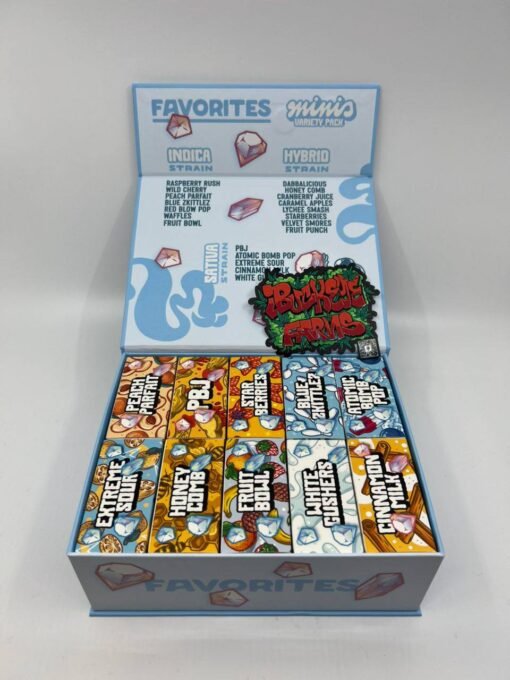 FAVORITES
minis
VARIETY PACK
INDICA
STRAIN
HYBRID
STRAIN
RASPBERRY RUSH
WILD CHERRY
PEACH PARFAIT
BLUE ZKITTLEZ
RED BLOW POP
WAFFLES
FRUIT BOWL
DABBALICIOUS
HONEY COMB
CRANBERRY JUICE
CARAMEL APPLES
LYCHEE SMASH
STARBERRIES
VELVET SMORES
FRUIT PUNCH
SATIVA
STRAIN
PBJ
ATOMIC BOMB POP
EXTREME SOUR
CINNAMON MILK
WHITE
BUCKEYE
FARMS
PEACH
PARFAIT
PBJ
STAR
BERRIES
BLUE
ZKITTLEZ
ATOMIC
BOMB
POP
EXTREME
SOUR
HONEY
COMB
FRUIT
BOWL
WHITE
GUSHERS
CINNAMON
MILK
FAVORITES